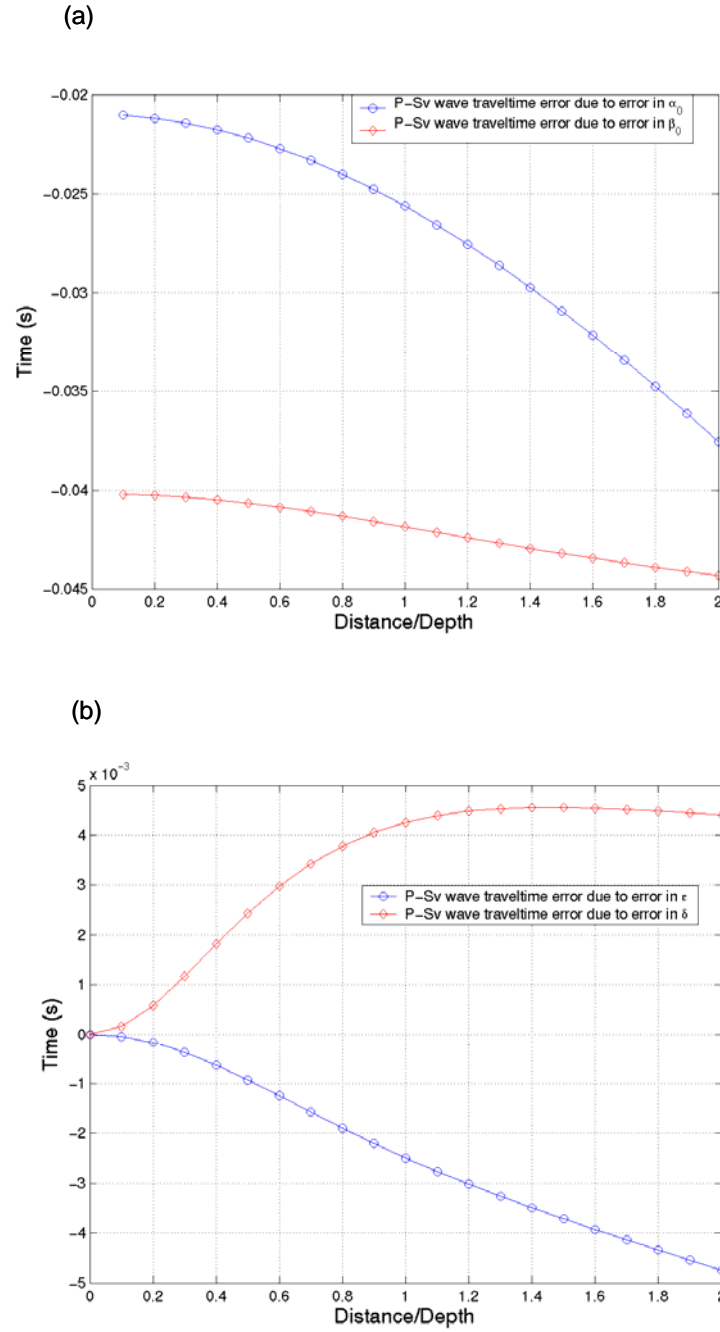 (a)
P-Sv wave traveltime error due to error in α₀
P-Sv wave traveltime error due to error in β₀
-0.02
-0.025
-0.03
-0.035
-0.04
-0.045
Time (s)
0 0.2 0.4 0.6 0.8 1 1.2 1.4 1.6 1.8 2
Distance/Depth
(b)
x 10⁻³
5
4
3
2
1
0
-1
-2
-3
-4
-5
P-Sv wave traveltime error due to error in ε
P-Sv wave traveltime error due to error in δ
Time (s)
0 0.2 0.4 0.6 0.8 1 1.2 1.4 1.6 1.8 2
Distance/Depth